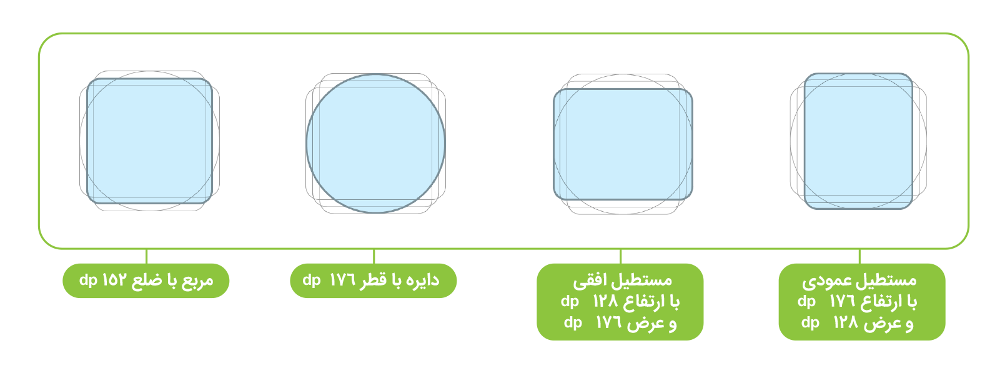 مستطیل عمودی
با ارتفاع ۱۷۶ dp
و عرض ۱۲۸ dp
مستطیل افقی
با ارتفاع ۱۲۸ dp
و عرض ۱۷۶ dp
دایره با قطر ۱۷۶ dp
مربع با ضلع ۱۵۲ dp